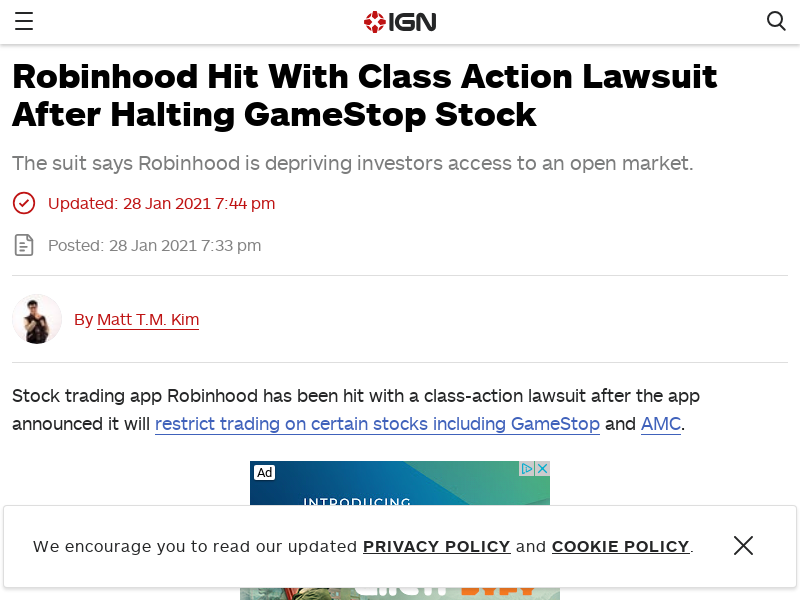 IGN
Robinhood Hit With Class Action Lawsuit
After Halting GameStop Stock
The suit says Robinhood is depriving investors access to an open market.
Updated: 28 Jan 2021 7:44 pm
Posted: 28 Jan 2021 7:33 pm
By Matt T.M. Kim
Stock trading app Robinhood has been hit with a class-action lawsuit after the app
announced it will restrict trading on certain stocks including GameStop and AMC.
Ad
INTRODUCING
We encourage you to read our updated PRIVACY POLICY and COOKIE POLICY.